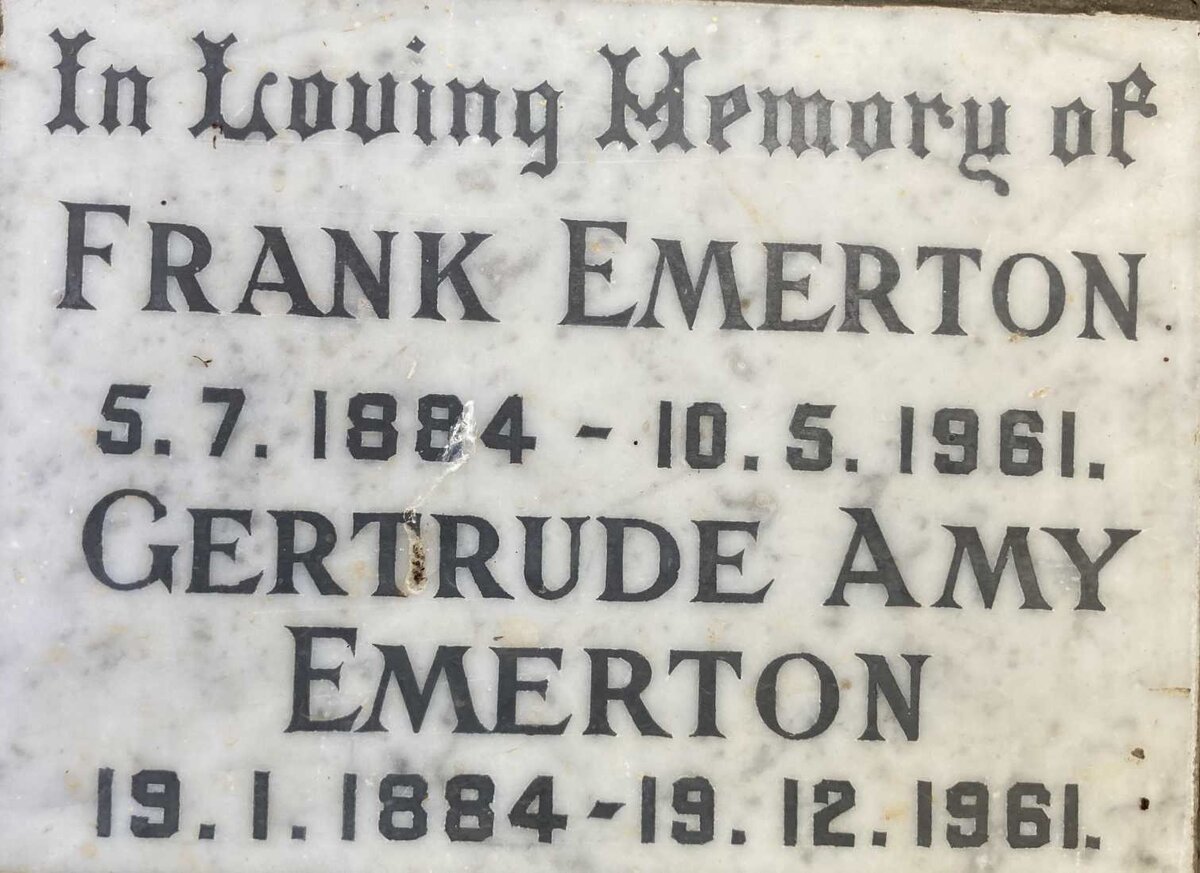 In Loving Memory of
FRANK EMERTON
5.7.1884 - 10.5.1961.
GERTRUDE AMY
EMERTON
19.1.1884-19.12.1961.